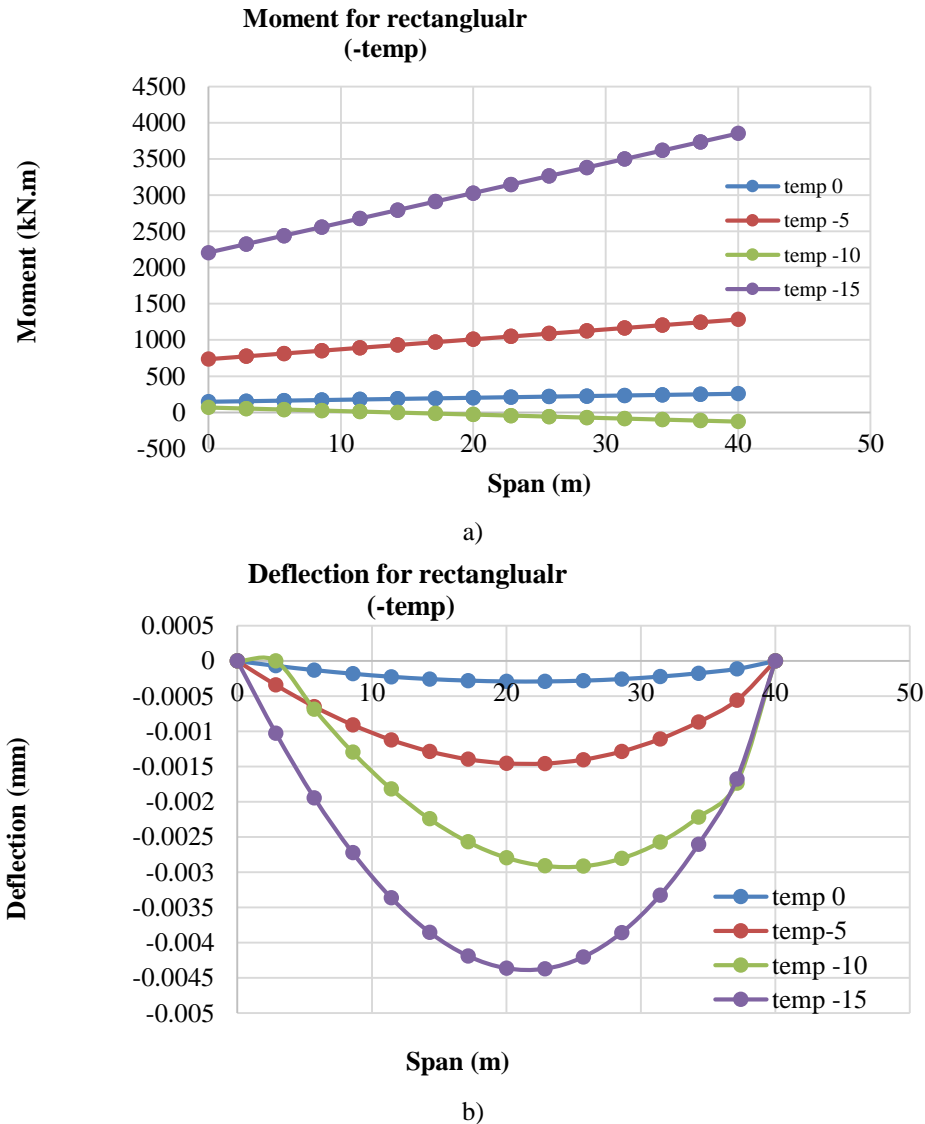 Moment for rectanglualr
(-temp)
4500
4000
3500
3000
2500
2000
1500
1000
500
0
-500
Moment (kN.m)
0 10 20 30 40 50
Span (m)
temp 0
temp -5
temp -10
temp -15
a)
Deflection for rectanglualr
(-temp)
0.0005
0
-0.0005
-0.001
-0.0015
-0.002
-0.0025
-0.003
-0.0035
-0.004
-0.0045
-0.005
Deflection (mm)
0 10 20 30 40 50
temp 0
temp-5
temp -10
temp -15
Span (m)
b)